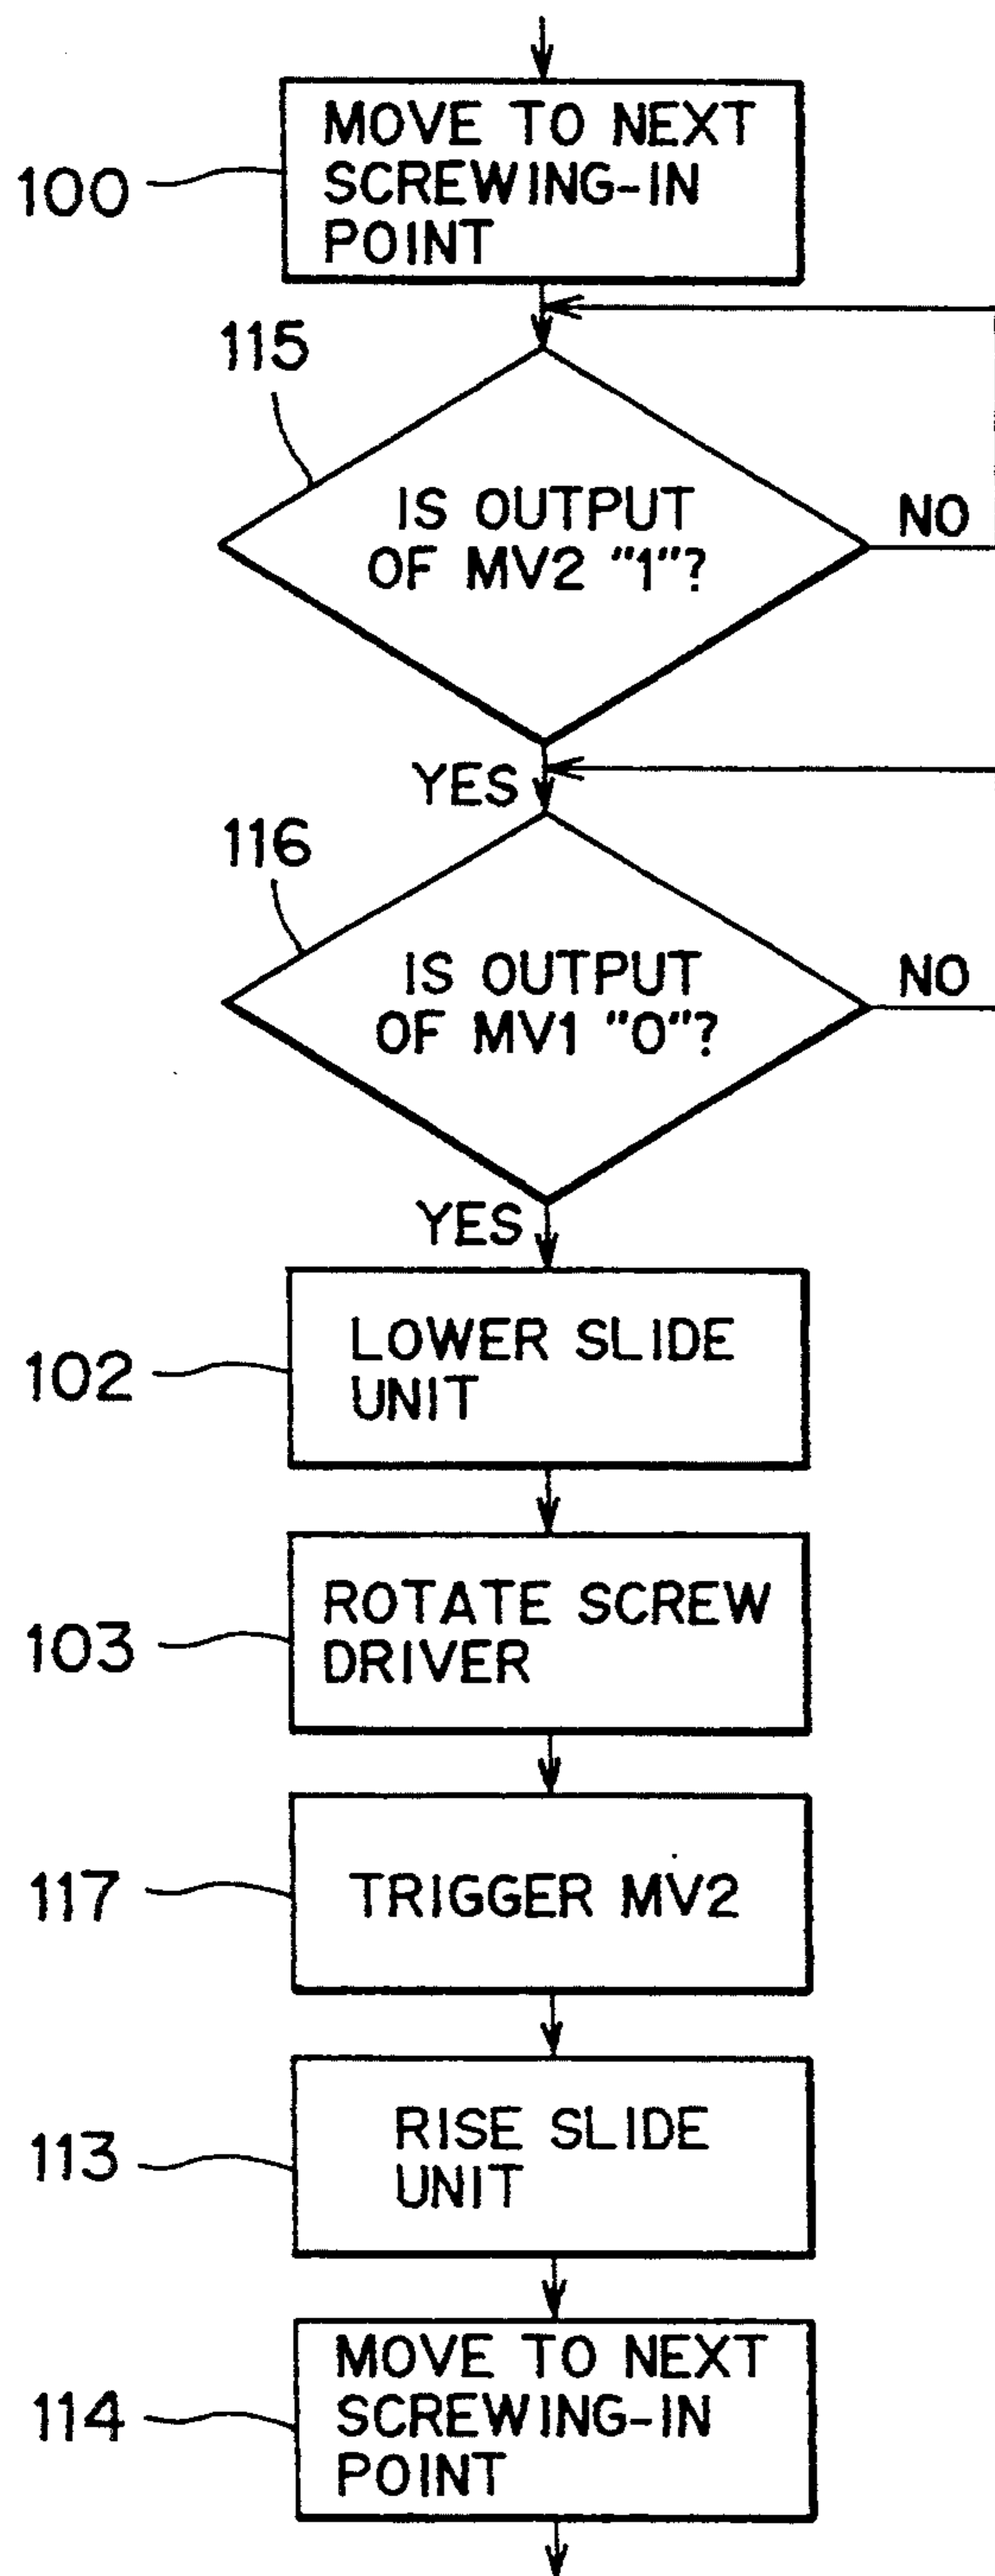 MOVE TO NEXT
SCREWING-IN
POINT
100
115
IS OUTPUT
OF MV2 "1"?
NO
YES
116
IS OUTPUT
OF MV1 "0"?
NO
YES
LOWER SLIDE
UNIT
102
ROTATE SCREW
DRIVER
103
TRIGGER MV2
117
RISE SLIDE
UNIT
113
MOVE TO NEXT
SCREWING-IN
POINT
114